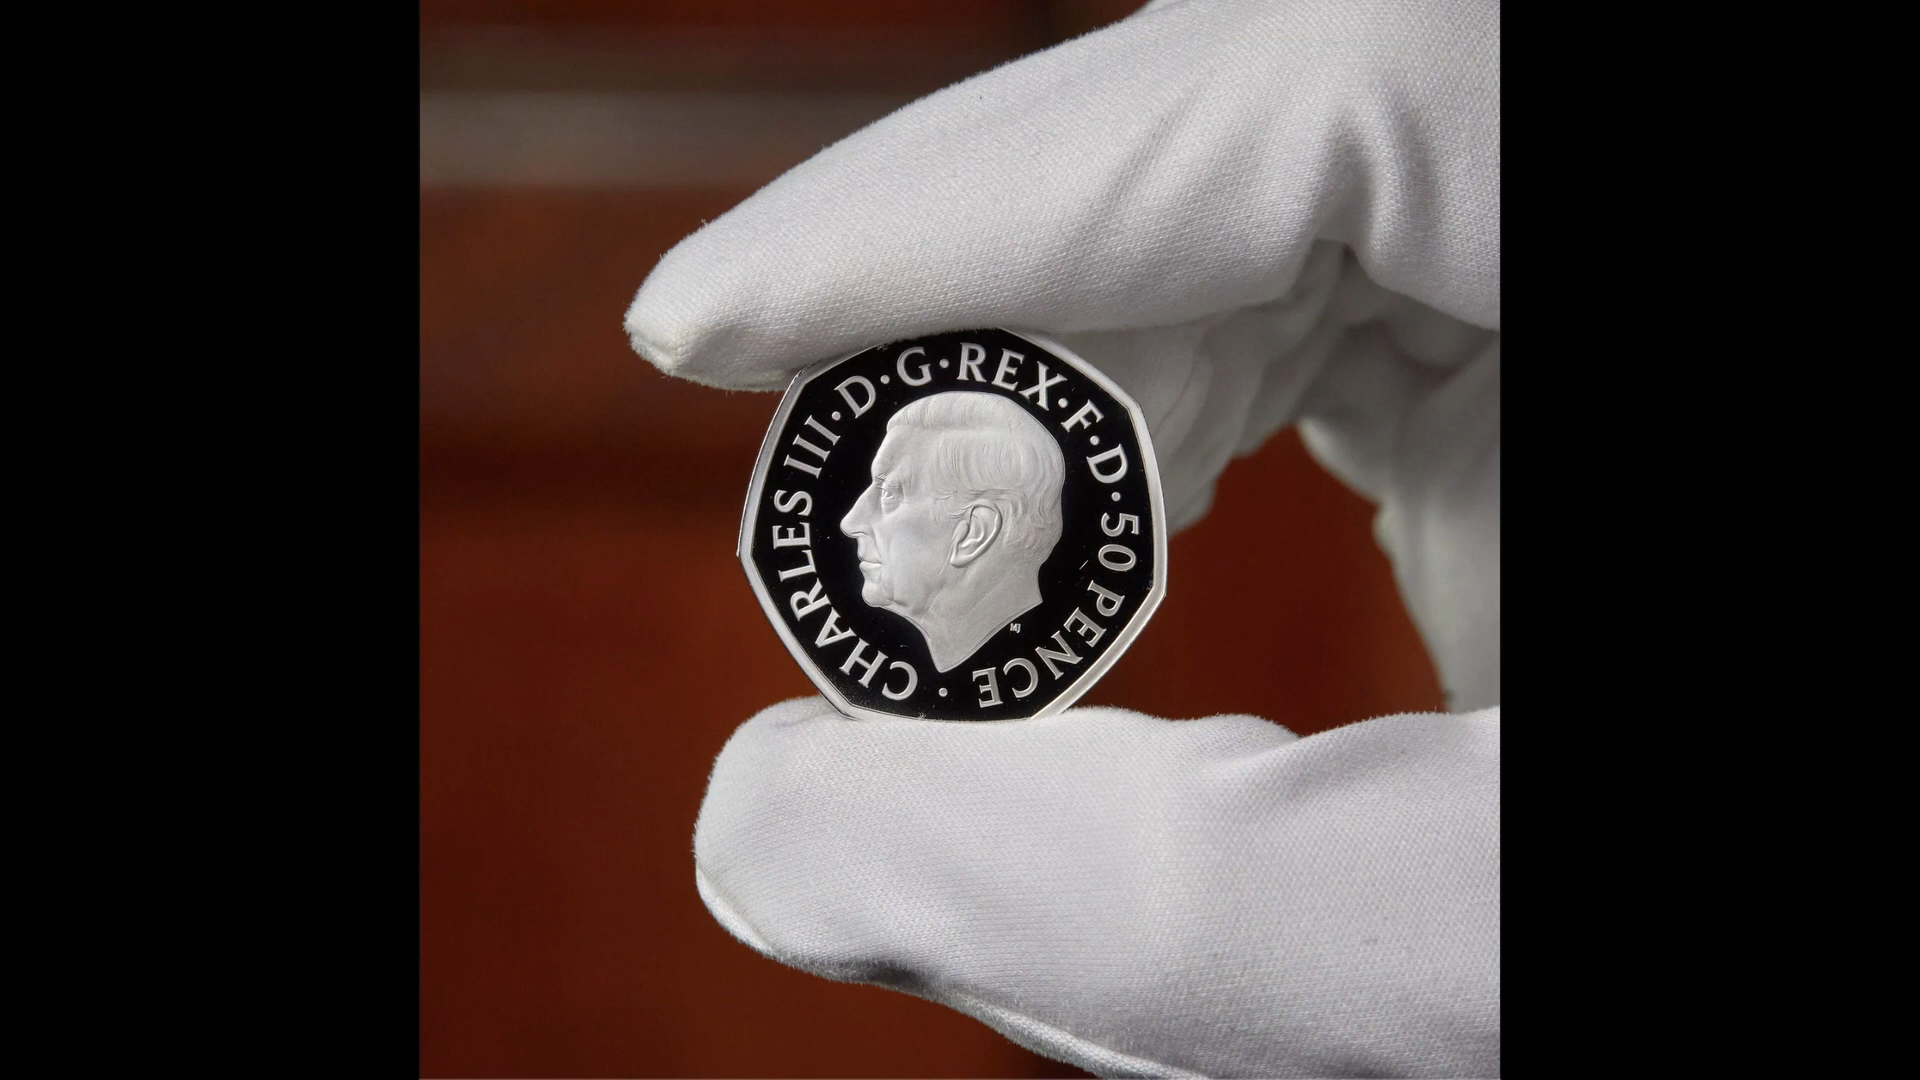 CHARLES III · D · G · REX · F · D · 50 PENCE ·
MJ